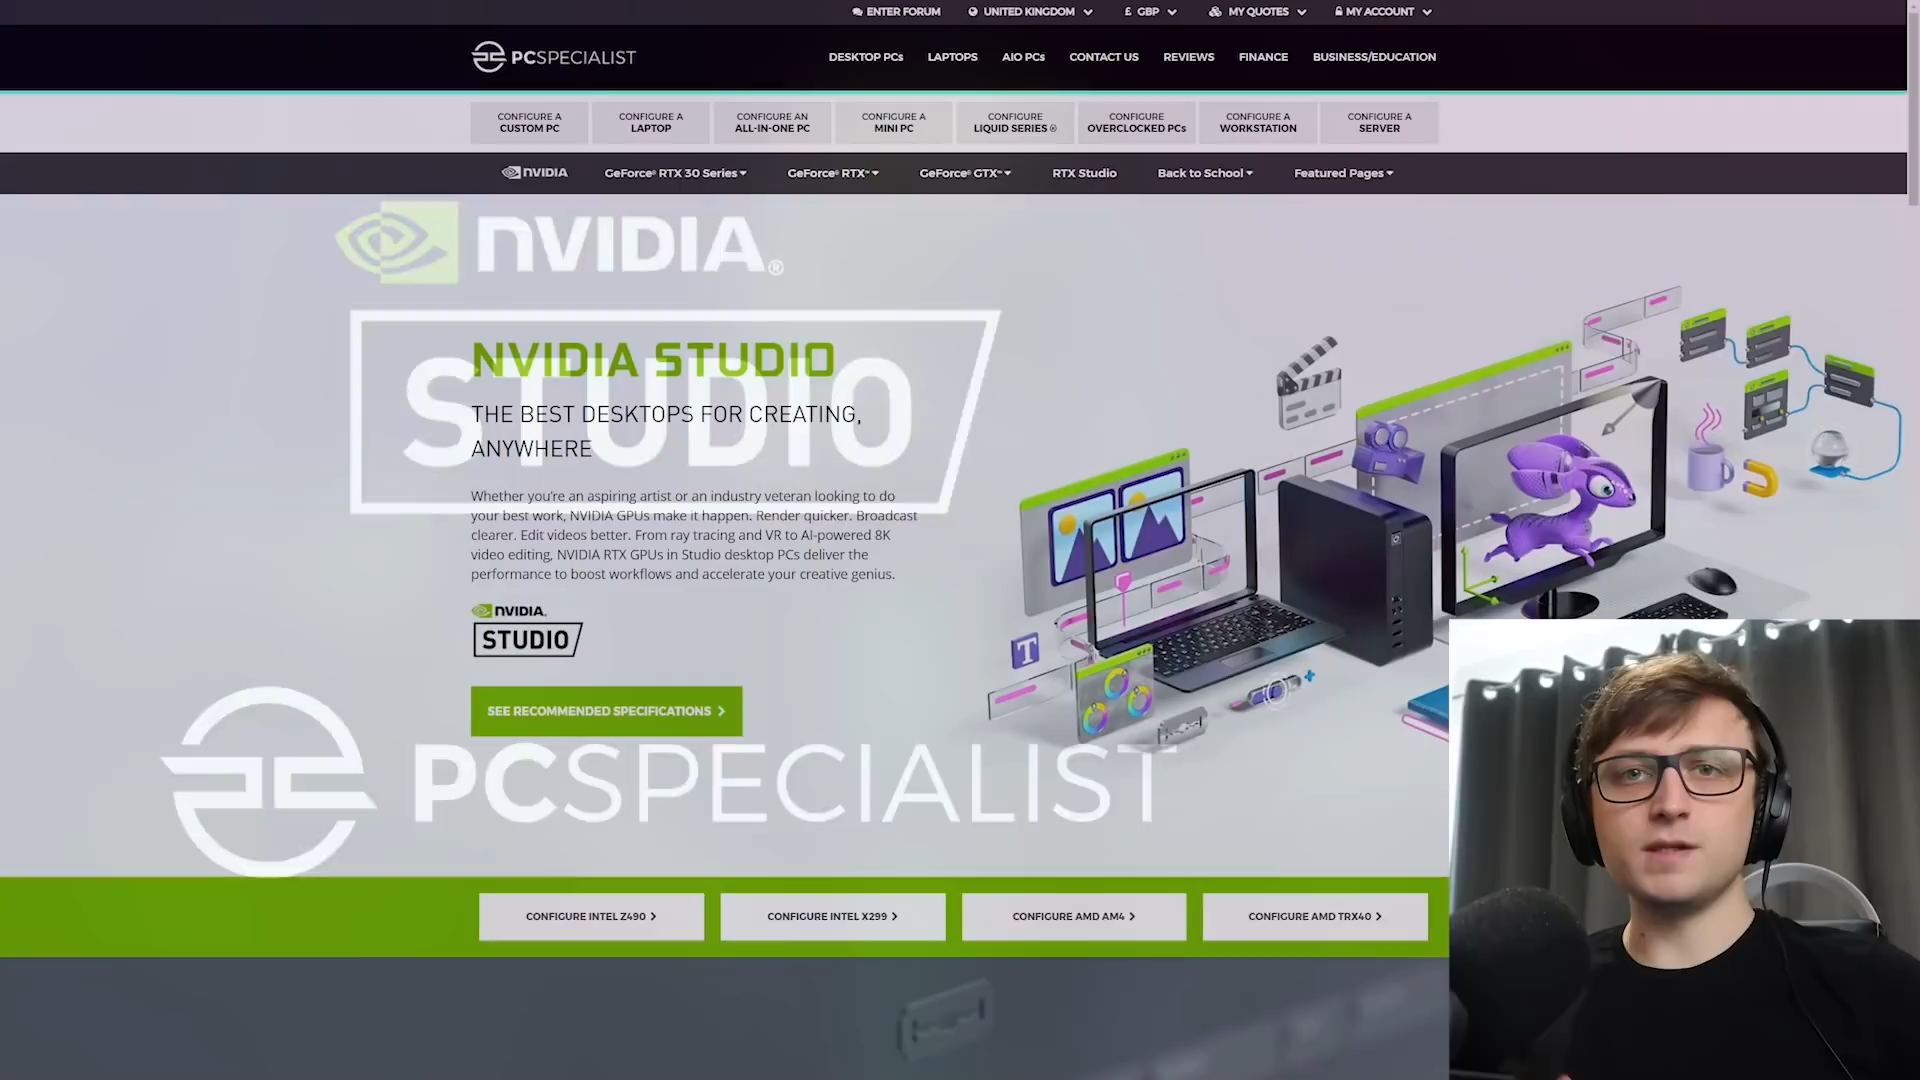 ENTER FORUM
UNITED KINGDOM
£ GBP
MY QUOTES
MY ACCOUNT
PCSPECIALIST
DESKTOP PCs
LAPTOPS
AIO PCs
CONTACT US
REVIEWS
FINANCE
BUSINESS/EDUCATION
CONFIGURE A
CUSTOM PC
CONFIGURE A
LAPTOP
CONFIGURE AN
ALL-IN-ONE PC
CONFIGURE A
MINI PC
CONFIGURE
LIQUID SERIES ®
CONFIGURE
OVERCLOCKED PCs
CONFIGURE A
WORKSTATION
CONFIGURE A
SERVER
NVIDIA
GeForce® RTX 30 Series
GeForce® RTX™
GeForce® GTX™
RTX Studio
Back to School
Featured Pages
NVIDIA®
STUDIO
NVIDIA STUDIO
THE BEST DESKTOPS FOR CREATING,
ANYWHERE
Whether you're an aspiring artist or an industry veteran looking to do
your best work, NVIDIA GPUs make it happen. Render quicker. Broadcast
clearer. Edit videos better. From ray tracing and VR to AI-powered 8K
video editing, NVIDIA RTX GPUs in Studio desktop PCs deliver the
performance to boost workflows and accelerate your creative genius.
NVIDIA.
STUDIO
T
SEE RECOMMENDED SPECIFICATIONS
PCSPECIALIST
CONFIGURE INTEL Z490
CONFIGURE INTEL X299
CONFIGURE AMD AM4
CONFIGURE AMD TRX40